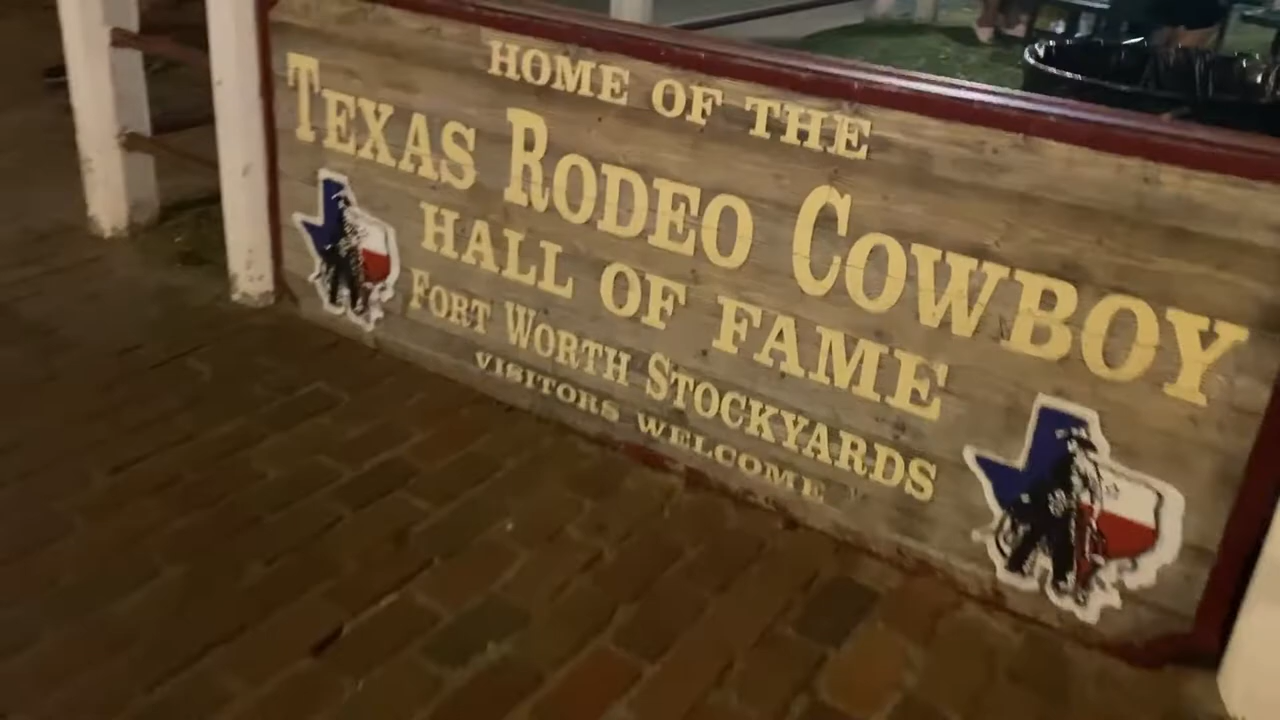 HOME OF THE
TEXAS RODEO COWBOY
HALL OF FAME
FORT WORTH STOCKYARDS
VISITORS WELCOME